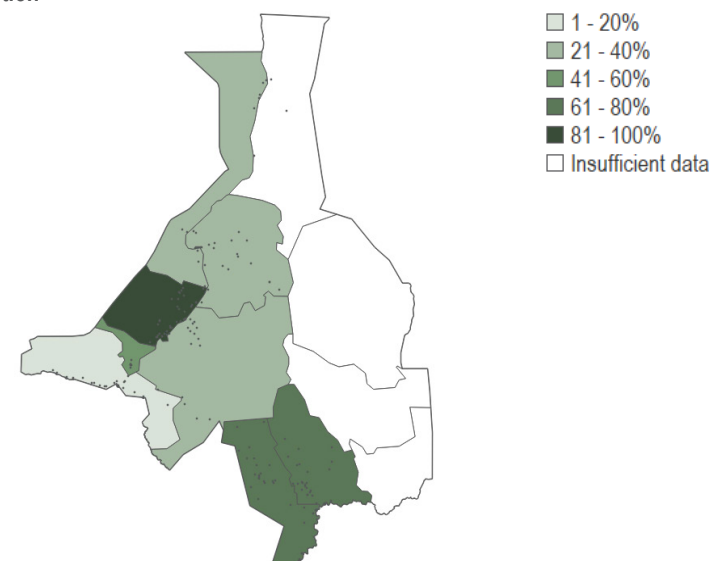 1 - 20%
21 - 40%
41 - 60%
61 - 80%
81 - 100%
Insufficient data